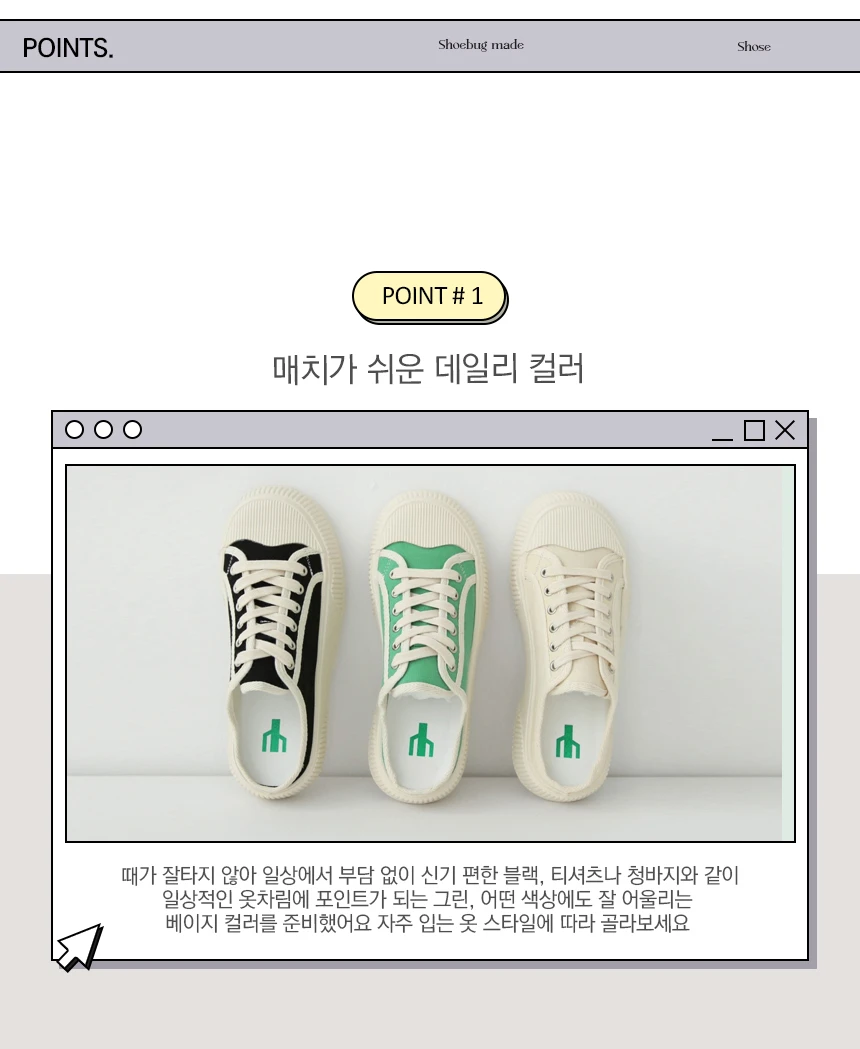 POINTS.
Shoebug made
Shose
POINT # 1
매치가 쉬운 데일리 컬러
때가 잘타지 않아 일상에서 부담 없이 신기 편한 블랙, 티셔츠나 청바지와 같이
일상적인 옷차림에 포인트가 되는 그린, 어떤 색상에도 잘 어울리는
베이지 컬러를 준비했어요 자주 입는 옷 스타일에 따라 골라보세요